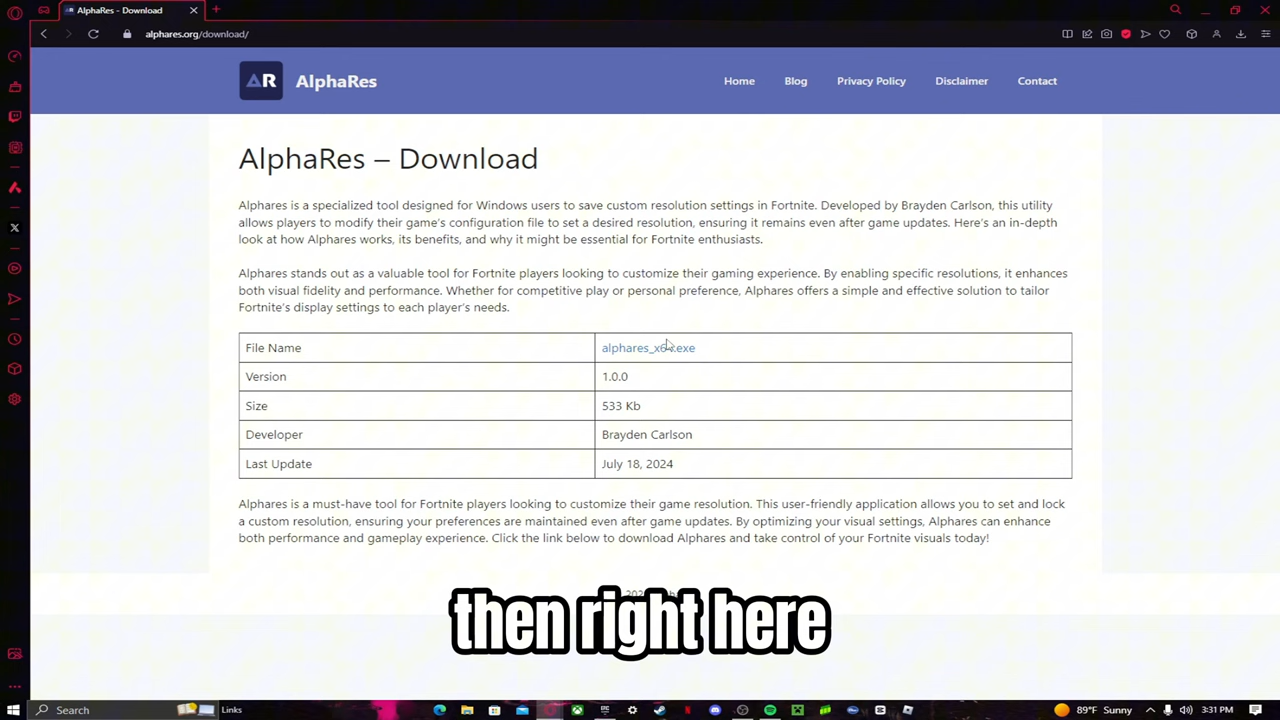 AlphaRes - Download
alphares.org/download/
AR
AlphaRes
Home
Blog
Privacy Policy
Disclaimer
Contact
AlphaRes – Download
Alphares is a specialized tool designed for Windows users to save custom resolution settings in Fortnite. Developed by Brayden Carlson, this utility
allows players to modify their game's configuration file to set a desired resolution, ensuring it remains even after game updates. Here's an in-depth
look at how Alphares works, its benefits, and why it might be essential for Fortnite enthusiasts.
Alphares stands out as a valuable tool for Fortnite players looking to customize their gaming experience. By enabling specific resolutions, it enhances
both visual fidelity and performance. Whether for competitive play or personal preference, Alphares offers a simple and effective solution to tailor
Fortnite's display settings to each player's needs.
File Name
alphares_x64.exe
Version
1.0.0
Size
533 Kb
Developer
Brayden Carlson
Last Update
July 18, 2024
Alphares is a must-have tool for Fortnite players looking to customize their game resolution. This user-friendly application allows you to set and lock
a custom resolution, ensuring your preferences are maintained even after game updates. By optimizing your visual settings, Alphares can enhance
both performance and gameplay experience. Click the link below to download Alphares and take control of your Fortnite visuals today!
then right here
Search
Links
89°F Sunny
3:31 PM